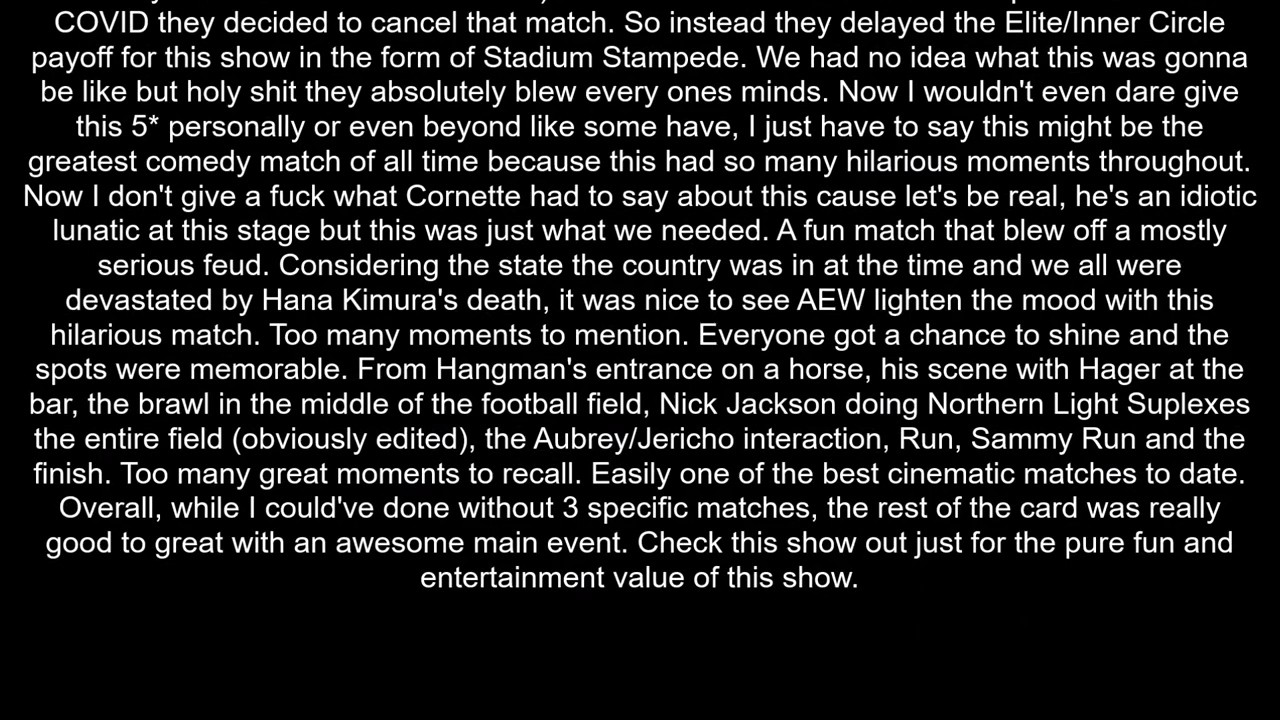 COVID they decided to cancel that match. So instead they delayed the Elite/Inner Circle
payoff for this show in the form of Stadium Stampede. We had no idea what this was gonna
be like but holy shit they absolutely blew every ones minds. Now I wouldn't even dare give
this 5* personally or even beyond like some have, I just have to say this might be the
greatest comedy match of all time because this had so many hilarious moments throughout.
Now I don't give a fuck what Cornette had to say about this cause let's be real, he's an idiotic
lunatic at this stage but this was just what we needed. A fun match that blew off a mostly
serious feud. Considering the state the country was in at the time and we all were
devastated by Hana Kimura's death, it was nice to see AEW lighten the mood with this
hilarious match. Too many moments to mention. Everyone got a chance to shine and the
spots were memorable. From Hangman's entrance on a horse, his scene with Hager at the
bar, the brawl in the middle of the football field, Nick Jackson doing Northern Light Suplexes
the entire field (obviously edited), the Aubrey/Jericho interaction, Run, Sammy Run and the
finish. Too many great moments to recall. Easily one of the best cinematic matches to date.
Overall, while I could've done without 3 specific matches, the rest of the card was really
good to great with an awesome main event. Check this show out just for the pure fun and
entertainment value of this show.